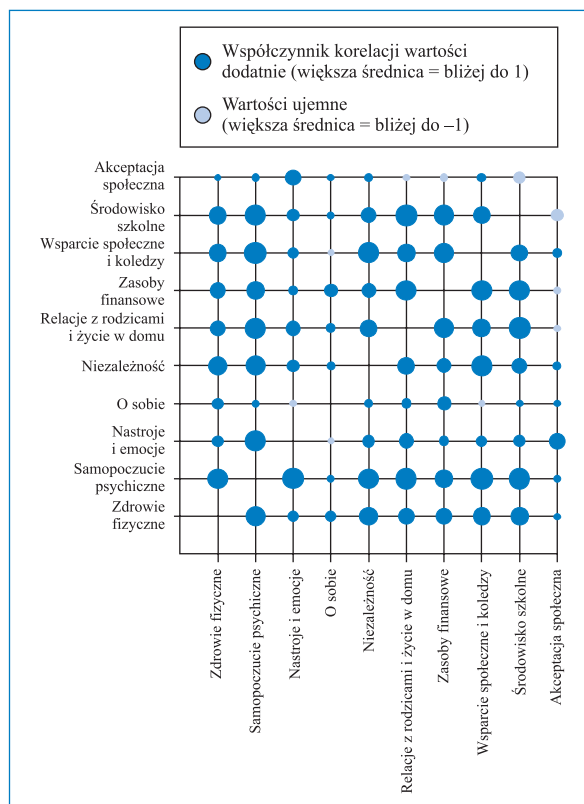 Współczynnik korelacji wartości
dodatnie (większa średnica = bliżej do 1)
Wartości ujemne
(większa średnica = bliżej do –1)
Akceptacja
społeczna
Środowisko
szkolne
Wsparcie społeczne
i koledzy
Zasoby
finansowe
Relacje z rodzicami
i życie w domu
Niezależność
O sobie
Nastroje
i emocje
Samopoczucie
psychiczne
Zdrowie
fizyczne
Zdrowie fizyczne
Samopoczucie psychiczne
Nastroje i emocje
O sobie
Niezależność
Relacje z rodzicami i życie w domu
Zasoby finansowe
Wsparcie społeczne i koledzy
Środowisko szkolne
Akceptacja społeczna